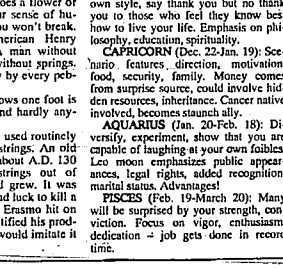 does a flower of
ur sense of hu-
you won't break.
merican Henry
A man without
without springs.
y by every peb-
ows one foot is
nd hardly any-
used routinely
strings. An old
about A.D. 130
strings out of
d grew. It was
ad luck to kill a
Erasmo hit on
tified his prod-
would imitate it
own style, say thank you but no thank
you to those who feel they know bes
how to live your life. Emphasis on phi-
losophy, education, spirituality.
CAPRICORN (Dec. 22-Jan. 19): Sce-
nario features direction, motivation
food, security, family. Money comes
from surprise source, could involve hid-
den resources, inheritance. Cancer native
involved, becomes staunch ally.
AQUARIUS (Jan. 20-Feb. 18): Di-
versify, experiment, show that you are
capable of laughing at your own foibles
Leo moon emphasizes public appear-
ances, legal rights, added recognition
marital status. Advantages!
PISCES (Feb. 19-March 20): Many
will be surprised by your strength, con-
viction. Focus on vigor, enthusiasm
dedication – job gets done in record
time.